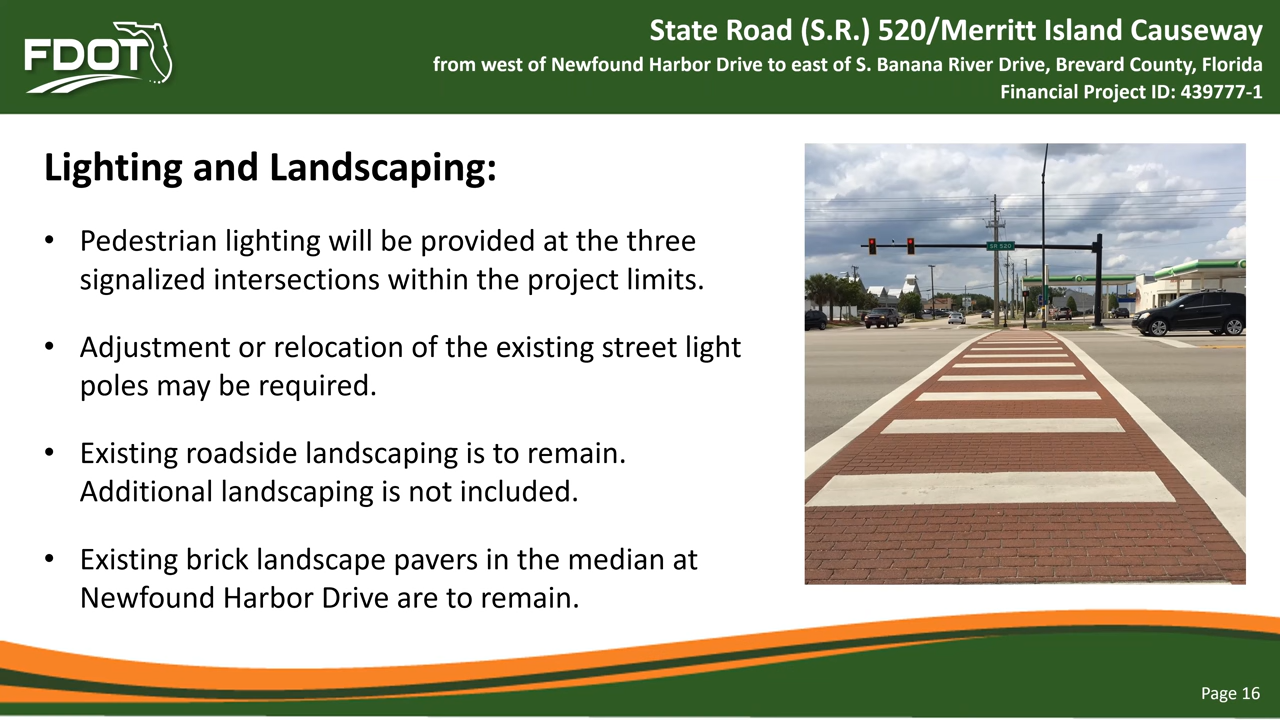 FDOT
State Road (S.R.) 520/Merritt Island Causeway
from west of Newfound Harbor Drive to east of S. Banana River Drive, Brevard County, Florida
Financial Project ID: 439777-1
Lighting and Landscaping:
• Pedestrian lighting will be provided at the three
signalized intersections within the project limits.
• Adjustment or relocation of the existing street light
poles may be required.
• Existing roadside landscaping is to remain.
Additional landscaping is not included.
• Existing brick landscape pavers in the median at
Newfound Harbor Drive are to remain.
SR 520
Page 16